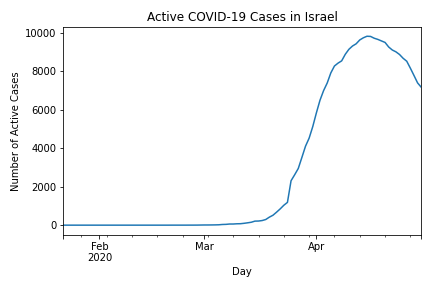 Active COVID-19 Cases in Israel
10000
8000
6000
4000
2000
0
Number of Active Cases
Feb
2020
Mar
Apr
Day